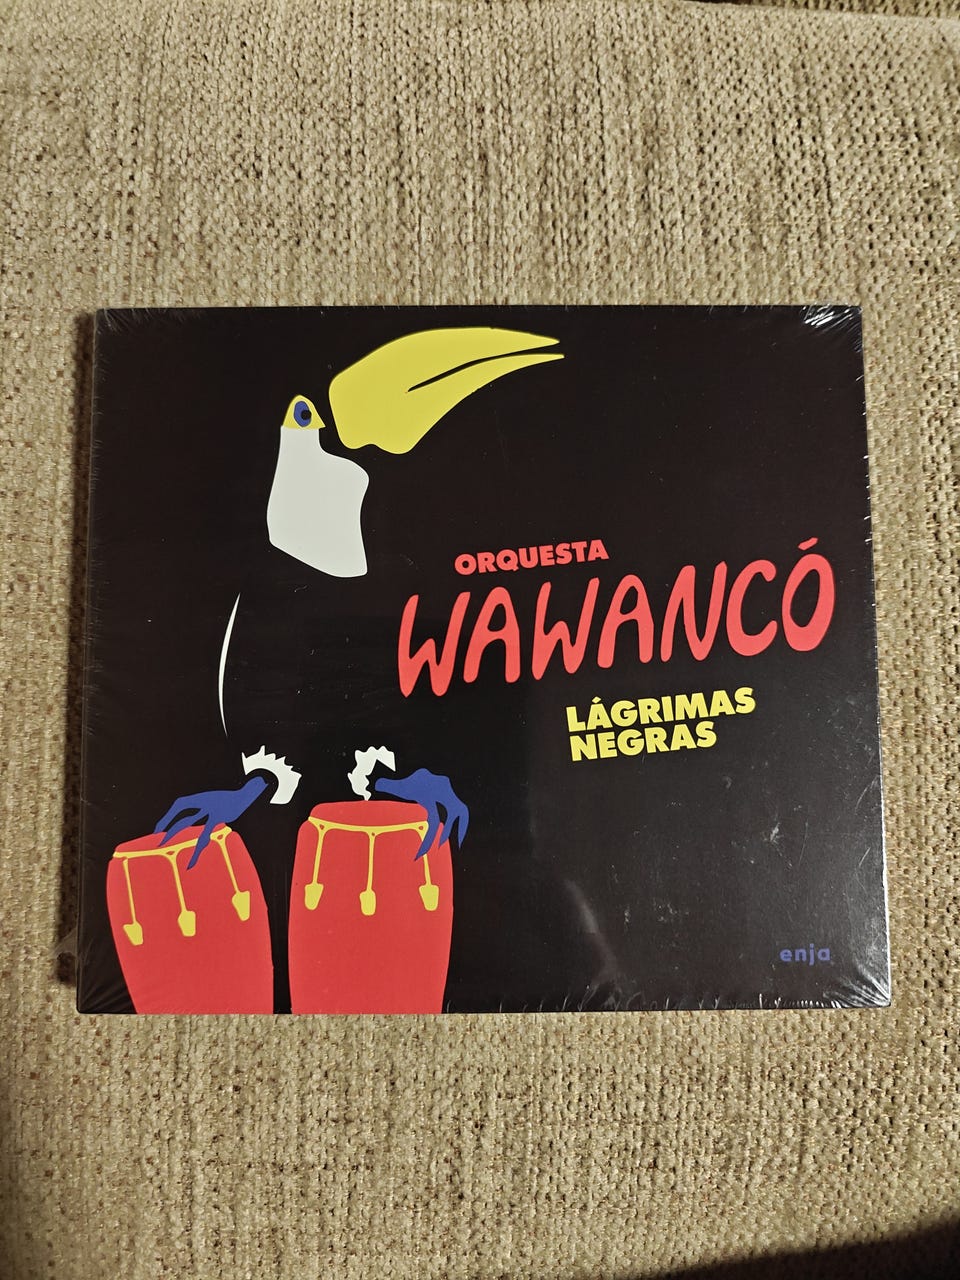 ORQUESTA
WAWANCÓ
LÁGRIMAS
NEGRAS
enja